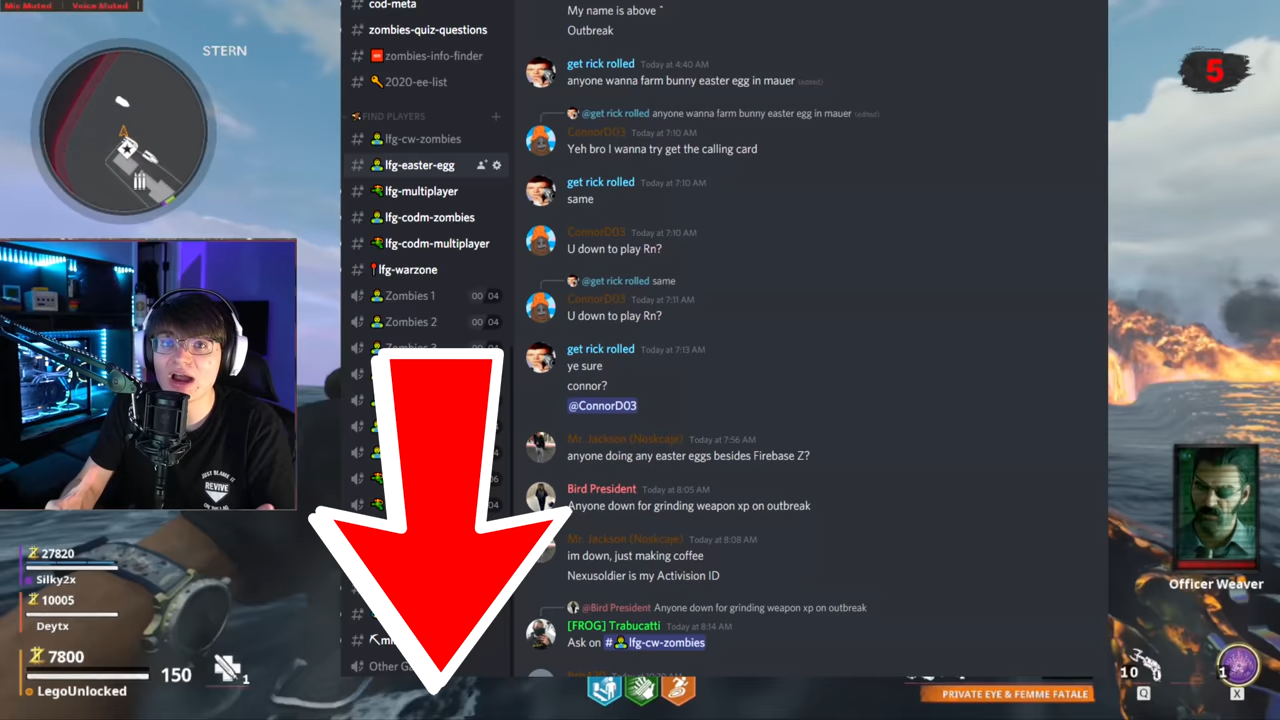 Mic Muted | Voice Muted |
STERN
5
cod-meta
zombies-quiz-questions
zombies-info-finder
2020-ee-list
FIND PLAYERS
lfg-cw-zombies
lfg-easter-egg
lfg-multiplayer
lfg-codm-zombies
lfg-codm-multiplayer
lfg-warzone
Zombies 1 00 04
Zombies 2 00 04
Zombies 3
04
Other
My name is above ^
Outbreak
get rick rolled Today at 4:40 AM
anyone wanna farm bunny easter egg in mauer (edited)
@get rick rolled anyone wanna farm bunny easter egg in mauer (edited)
ConnorD03 Today at 7:10 AM
Yeh bro I wanna try get the calling card
get rick rolled Today at 7:10 AM
same
ConnorD03 Today at 7:10 AM
U down to play Rn?
@get rick rolled same
ConnorD03 Today at 7:11 AM
U down to play Rn?
get rick rolled Today at 7:13 AM
ye sure
connor?
@ConnorD03
Mr. Jackson (Noskcaje) Today at 7:56 AM
anyone doing any easter eggs besides Firebase Z?
Bird President Today at 8:05 AM
Anyone down for grinding weapon xp on outbreak
Mr. Jackson (Noskcaje) Today at 8:08 AM
im down, just making coffee
Nexusoldier is my Activision ID
@Bird President Anyone down for grinding weapon xp on outbreak
[FROG] Trabucatti Today at 8:14 AM
Ask on # lfg-cw-zombies
JUST BLAME IT
REVIVE
27820
Silky2x
10005
Deytx
7800
LegoUnlocked
150
1
Officer Weaver
10
Q
1
X
PRIVATE EYE & FEMME FATALE